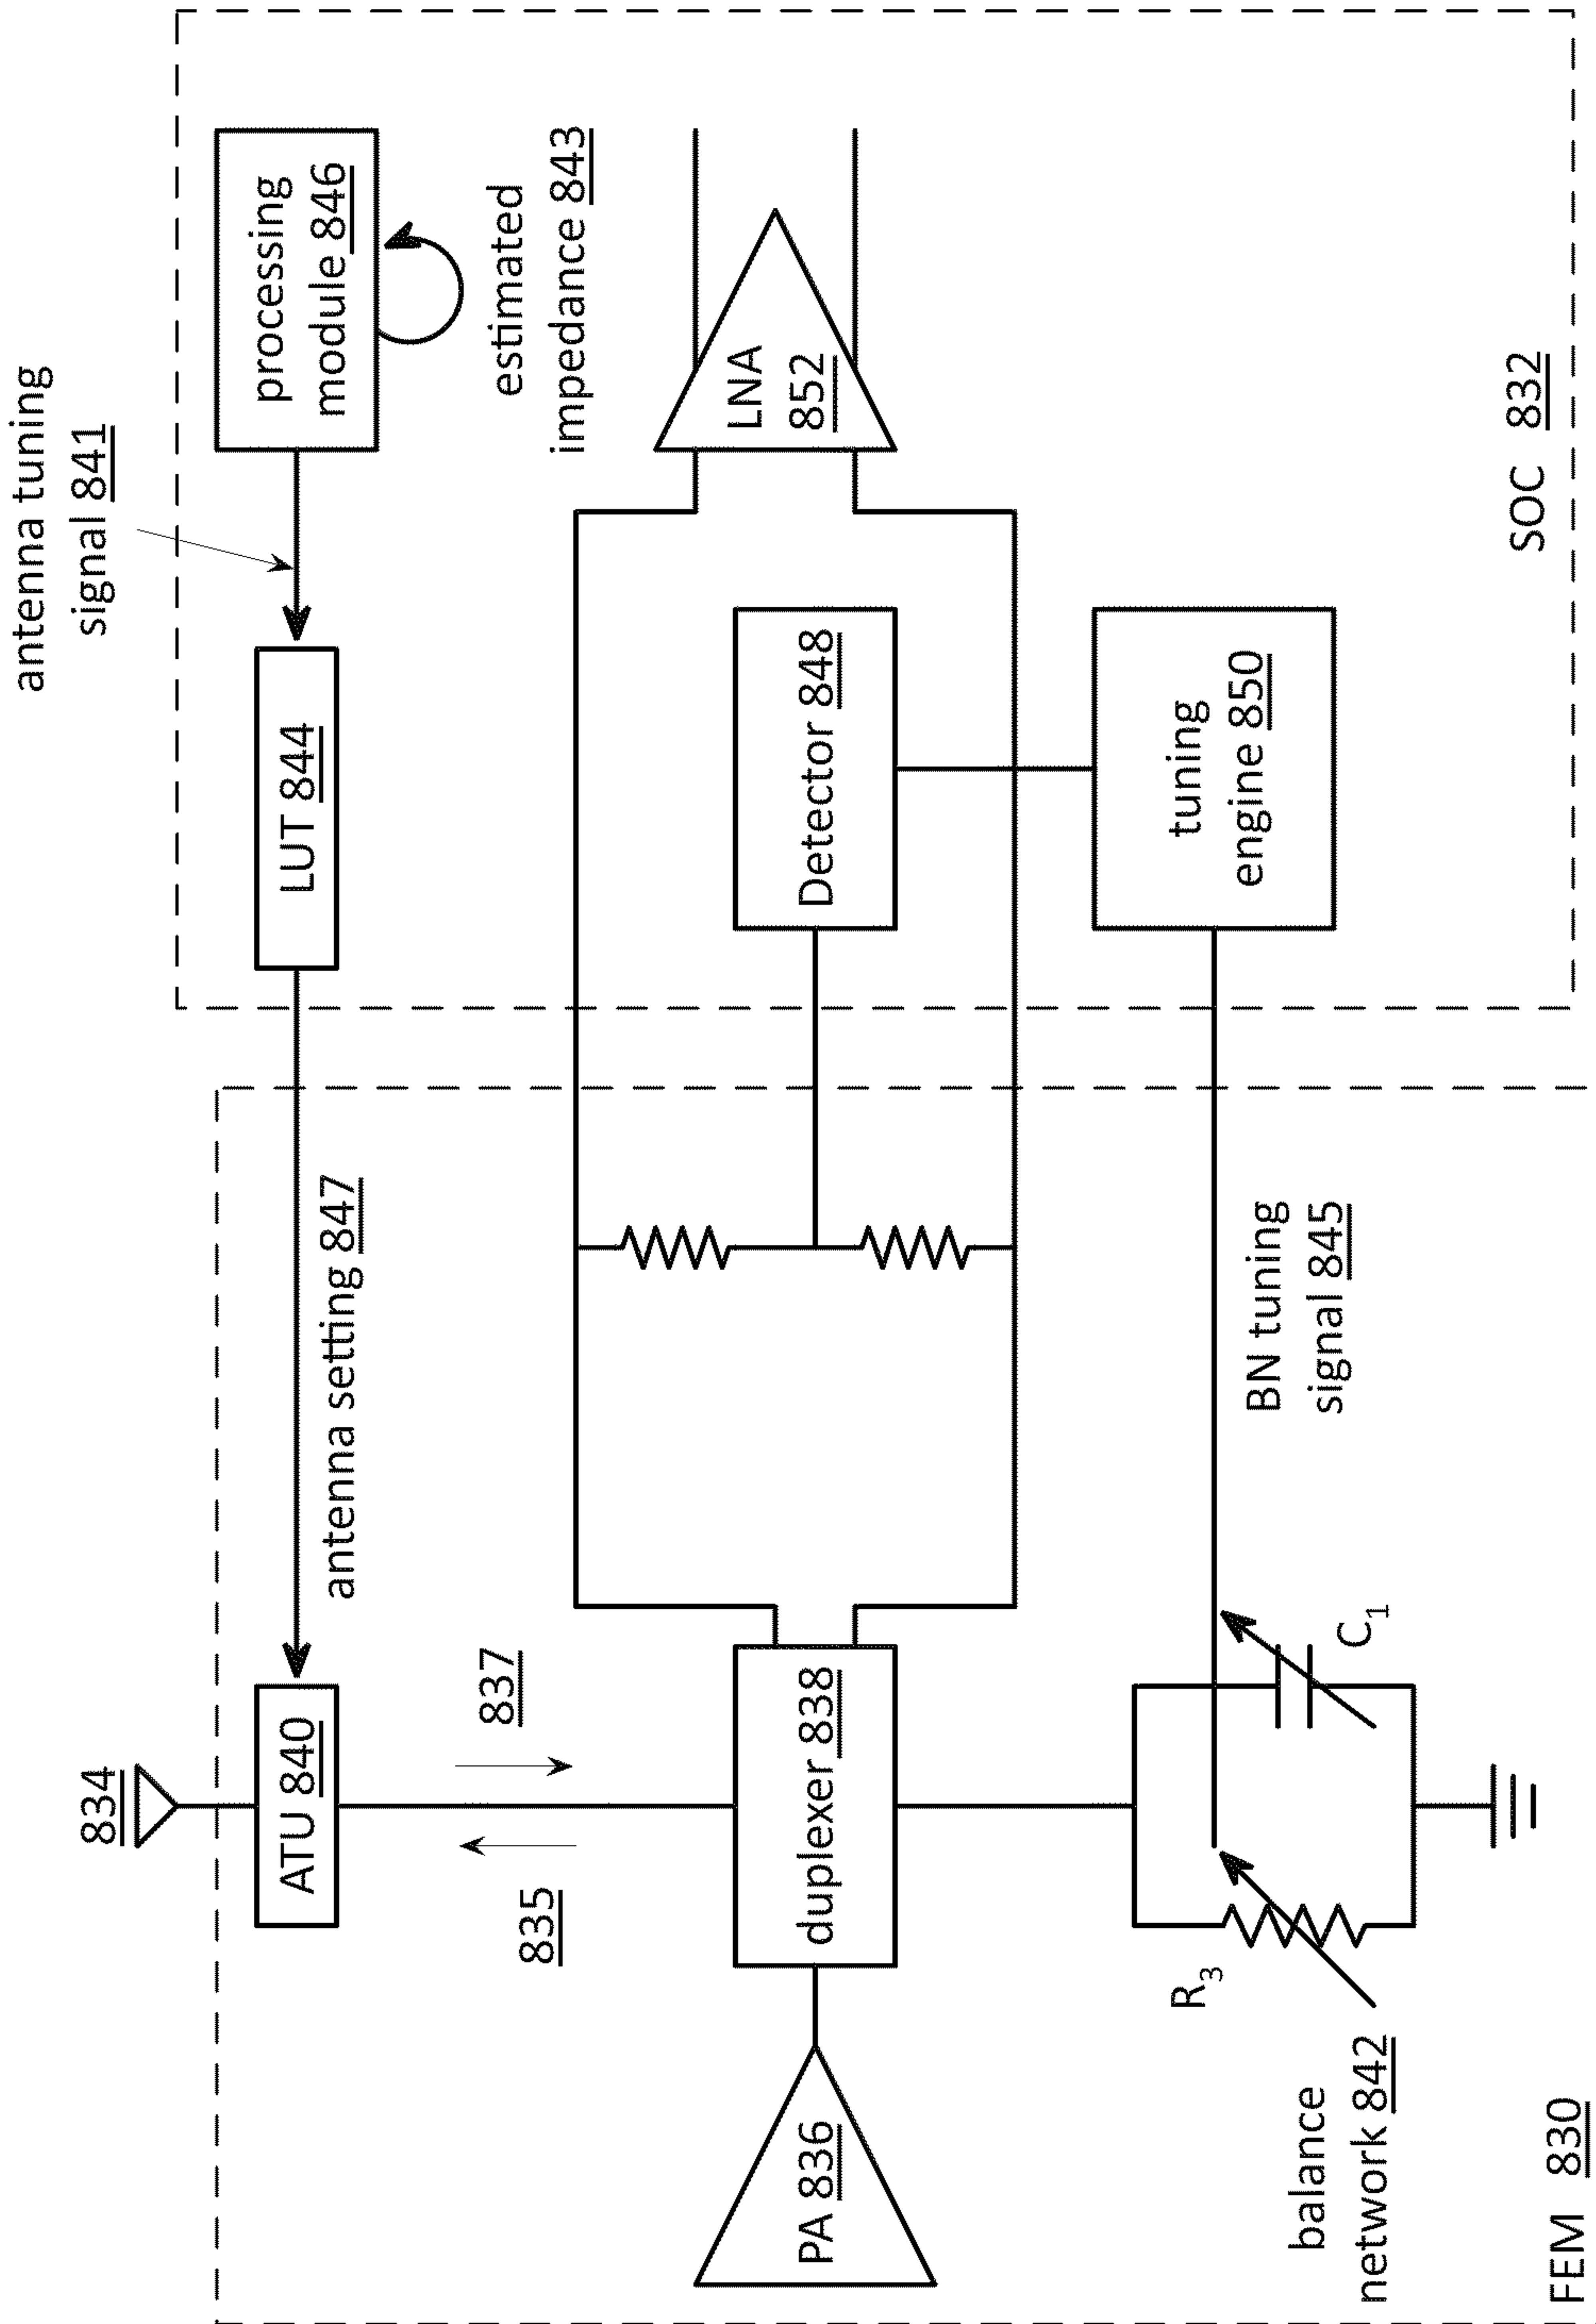 antenna tuning
signal 841
834
ATU 840
antenna setting 847
LUT 844
processing
module 846
835
837
estimated
impedance 843
PA 836
duplexer 838
Detector 848
LNA
852
R3
C1
BN tuning
signal 845
tuning
engine 850
balance
network 842
FEM 830
SOC 832